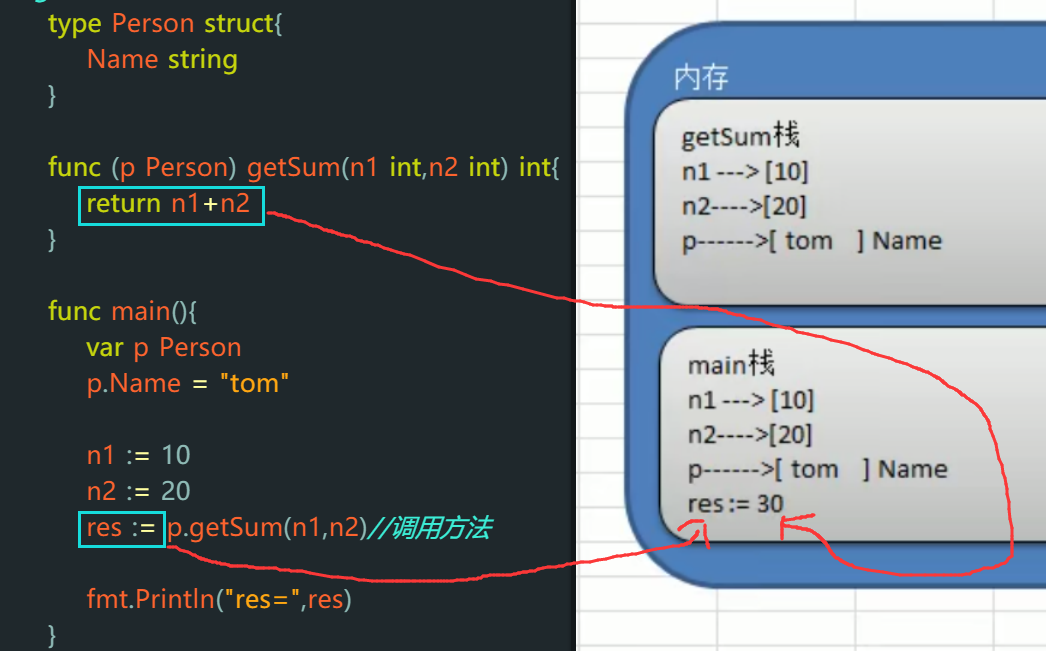 type Person struct{
Name string
}
func (p Person) getSum(n1 int,n2 int) int{
return n1+n2
}
func main(){
var p Person
p.Name = "tom"
n1 := 10
n2 := 20
res := p.getSum(n1,n2)//调用方法
fmt.Println("res=",res)
}
内存
getSum栈
n1 ---> [10]
n2---->[20]
p------>[ tom ] Name
main栈
n1 ---> [10]
n2---->[20]
p------>[ tom ] Name
res := 30